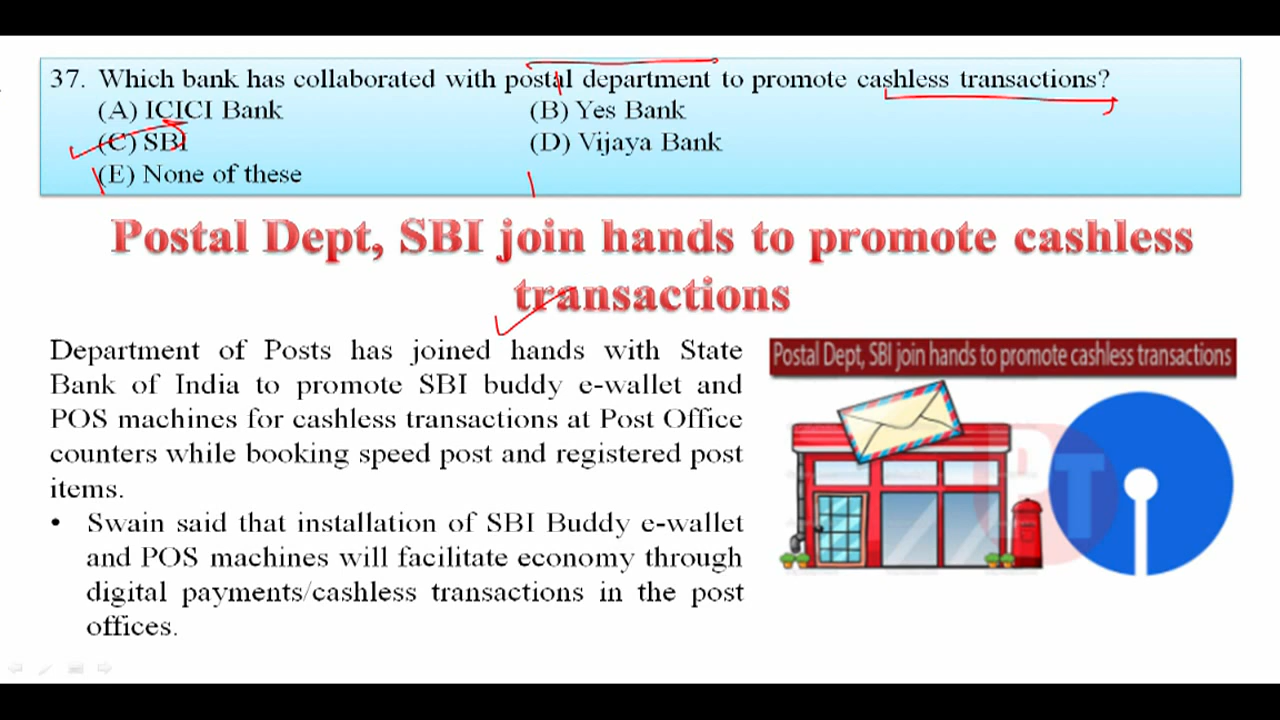 37. Which bank has collaborated with postal department to promote cashless transactions?
(A) ICICI Bank (B) Yes Bank
(C) SBI (D) Vijaya Bank
(E) None of these
Postal Dept, SBI join hands to promote cashless
transactions
Department of Posts has joined hands with State
Bank of India to promote SBI buddy e-wallet and
POS machines for cashless transactions at Post Office
counters while booking speed post and registered post
items.
• Swain said that installation of SBI Buddy e-wallet
and POS machines will facilitate economy through
digital payments/cashless transactions in the post
offices.
Postal Dept, SBI join hands to promote cashless transactions